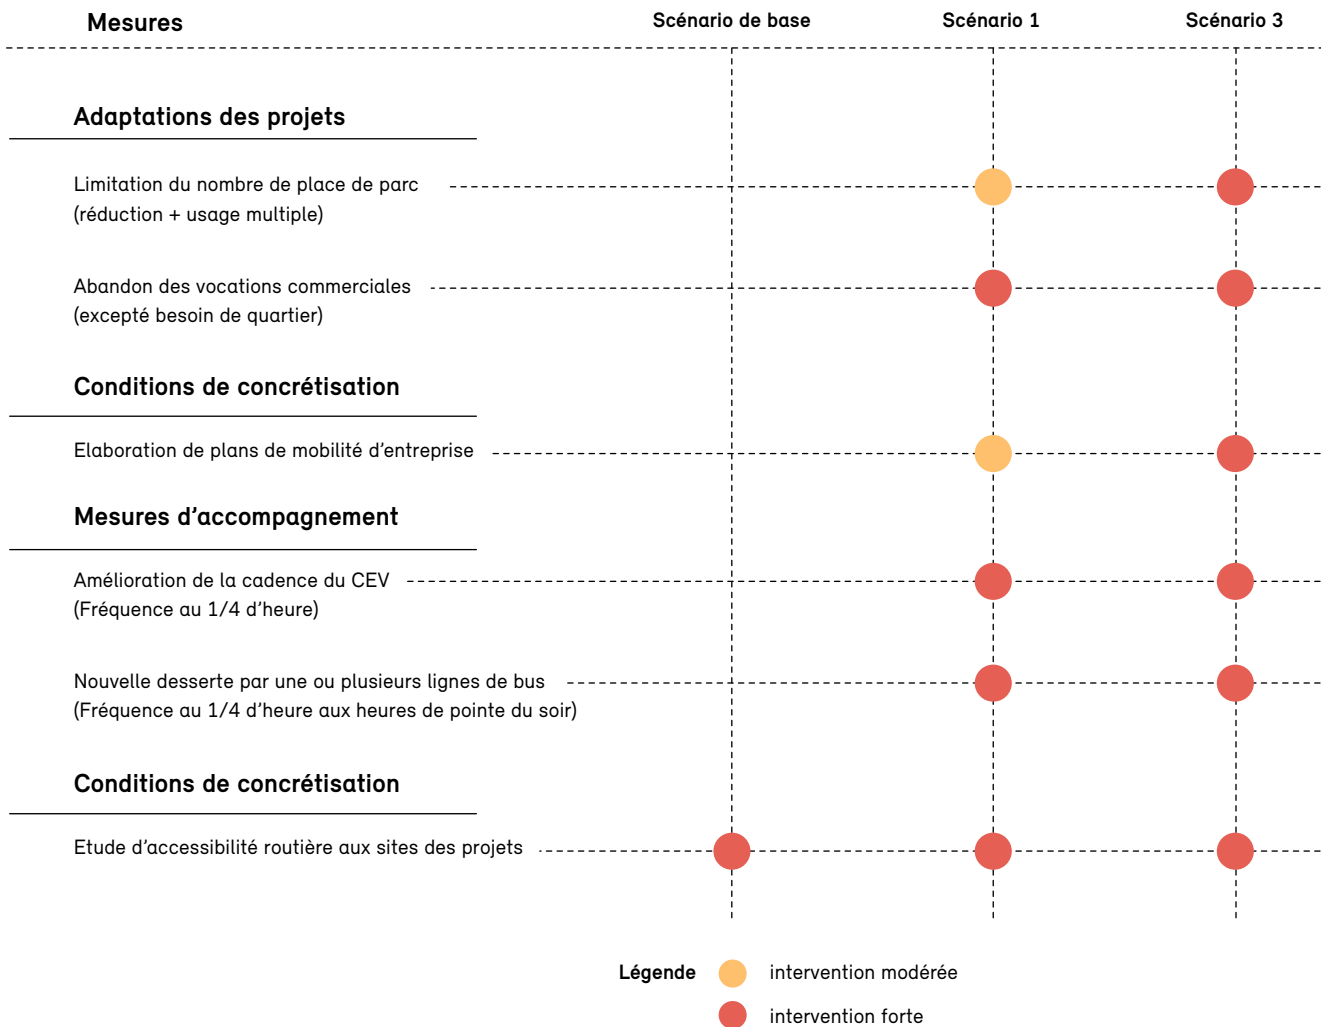 Mesures
Scénario de base
Scénario 1
Scénario 3
Adaptations des projets
Limitation du nombre de place de parc
(réduction + usage multiple)
Abandon des vocations commerciales
(excepté besoin de quartier)
Conditions de concrétisation
Elaboration de plans de mobilité d'entreprise
Mesures d'accompagnement
Amélioration de la cadence du CEV
(Fréquence au 1/4 d'heure)
Nouvelle desserte par une ou plusieurs lignes de bus
(Fréquence au 1/4 d'heure aux heures de pointe du soir)
Conditions de concrétisation
Etude d'accessibilité routière aux sites des projets
Légende
intervention modérée
intervention forte